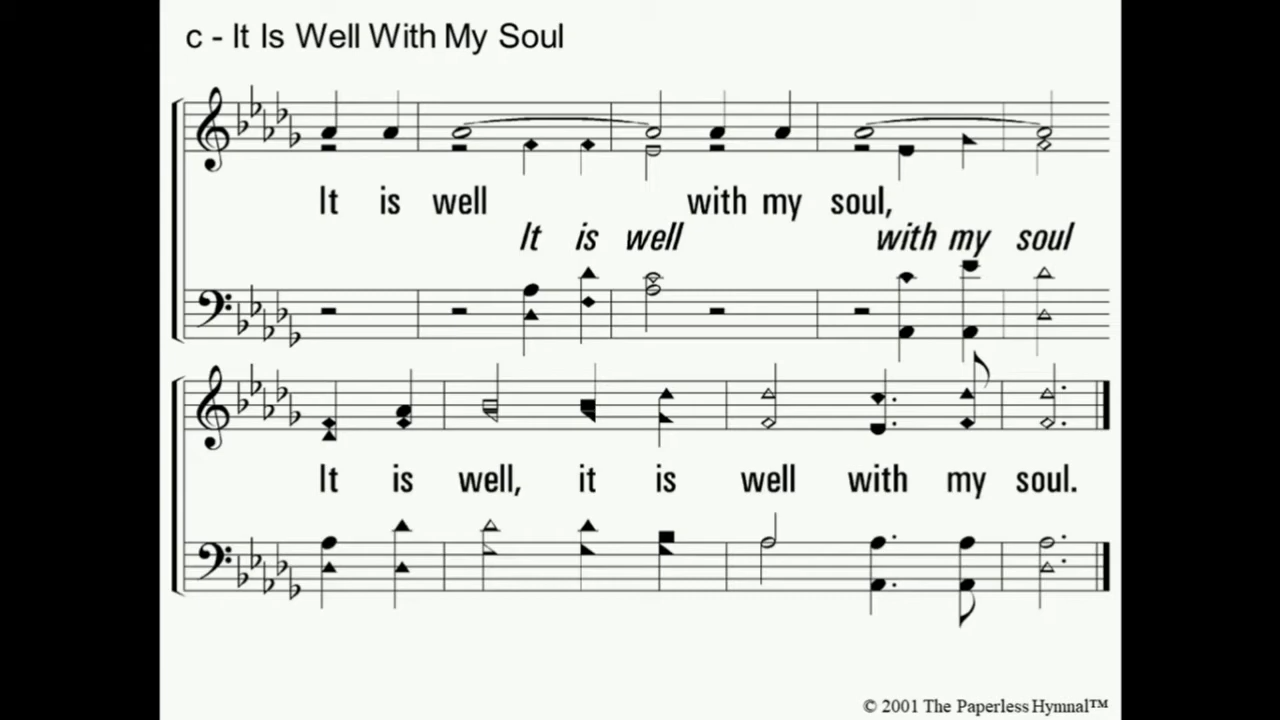 c - It Is Well With My Soul
It is well with my soul,
It is well with my soul
It is well, it is well with my soul.
© 2001 The Paperless Hymnal™